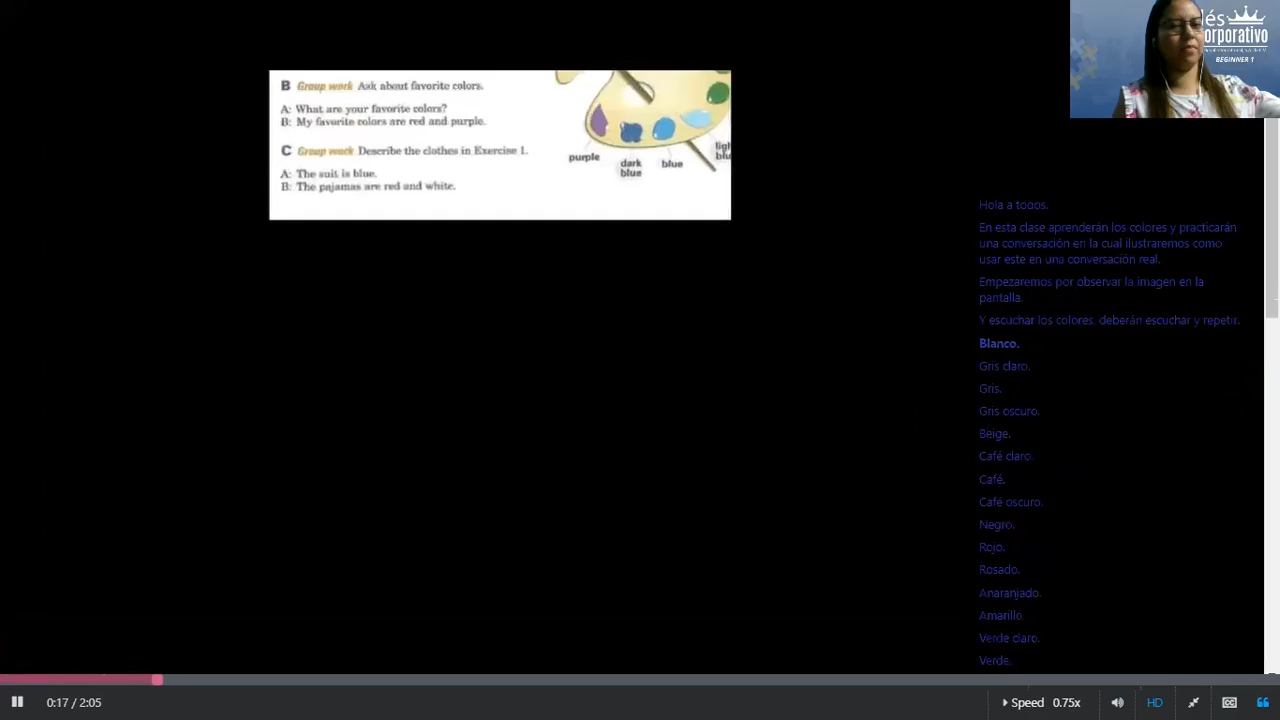 B Group work Ask about favorite colors.
A: What are your favorite colors?
B: My favorite colors are red and purple.
C Group work Describe the clothes in Exercise 1.
A: The suit is blue.
B: The pajamas are red and white.
purple
dark
blue
blue
és
orporativo
BEGINNER 1
Hola a todos.
En esta clase aprenderán los colores y practicarán
una conversación en la cual ilustraremos como
usar este en una conversación real.
Empezaremos por observar la imagen en la
pantalla.
Y escuchar los colores, deberán escuchar y repetir.
Blanco.
Gris claro.
Gris.
Gris oscuro.
Beige.
Café claro.
Café.
Café oscuro.
Negro.
Rojo.
Rosado.
Anaranjado.
Amarillo.
Verde claro.
Verde.
0:17 / 2:05
Speed 0.75x
HD
CC